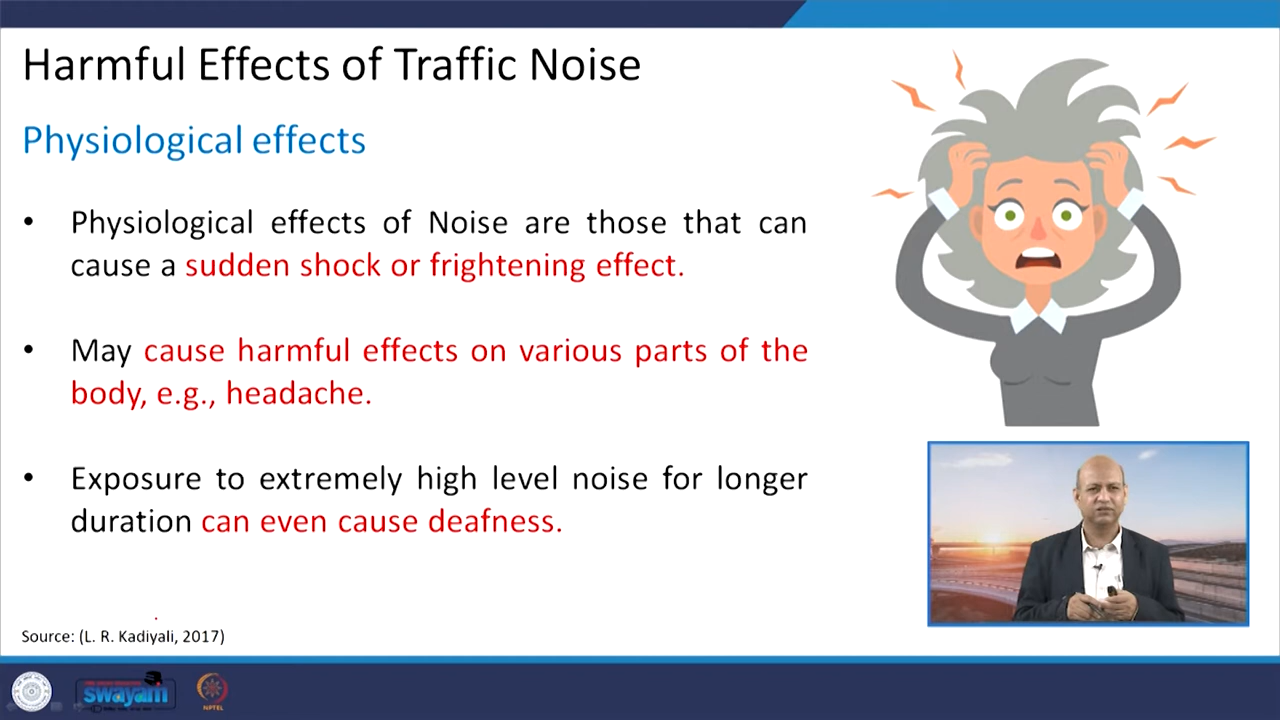 Harmful Effects of Traffic Noise
Physiological effects
• Physiological effects of Noise are those that can
cause a sudden shock or frightening effect.
• May cause harmful effects on various parts of the
body, e.g., headache.
• Exposure to extremely high level noise for longer
duration can even cause deafness.
Source: (L. R. Kadiyali, 2017)
swayam
NPTEL